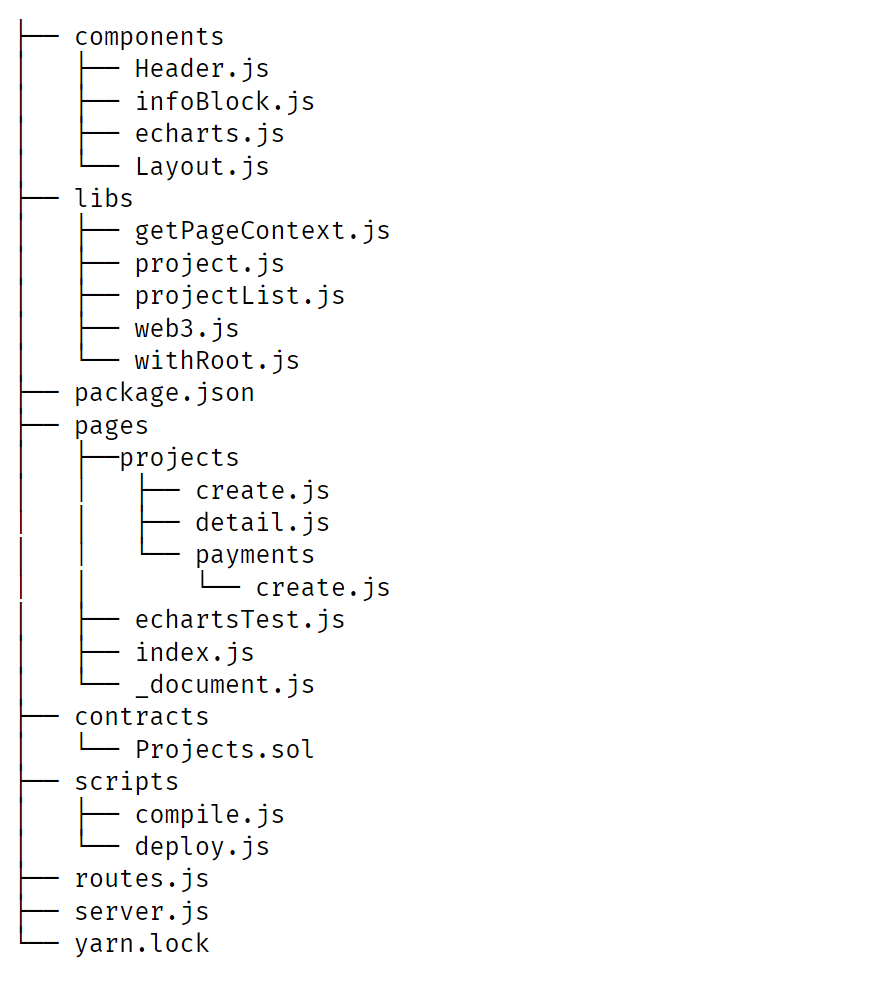 ├── components
│   ├── Header.js
│   ├── infoBlock.js
│   ├── echarts.js
│   └── Layout.js
├── libs
│   ├── getPageContext.js
│   ├── project.js
│   ├── projectList.js
│   ├── web3.js
│   └── withRoot.js
├── package.json
├── pages
│   ├──projects
│   │   ├── create.js
│   │   ├── detail.js
│   │   └── payments
│   │       └── create.js
│   ├── echartsTest.js
│   ├── index.js
│   └── _document.js
├── contracts
│   └── Projects.sol
├── scripts
│   ├── compile.js
│   └── deploy.js
├── routes.js
├── server.js
└── yarn.lock